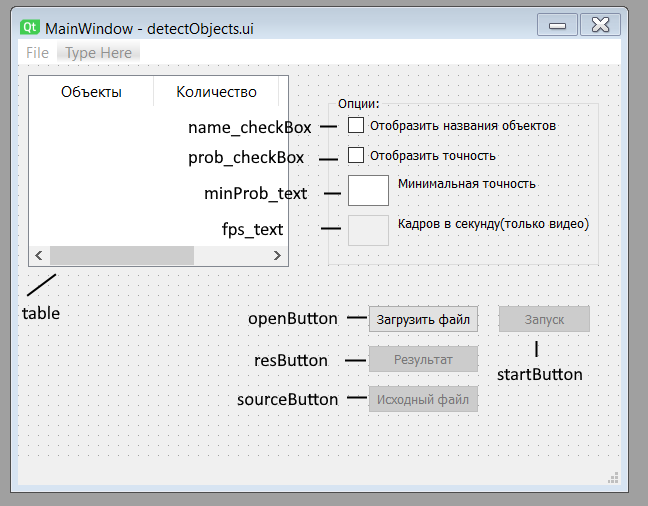 Qt MainWindow - detectObjects.ui
File Type Here
Объекты Количество
Опции:
name_checkBox Отобразить названия объектов
prob_checkBox Отобразить точность
minProb_text Минимальная точность
fps_text Кадров в секунду(только видео)
table
openButton Загрузить файл Запуск
resButton Результат
startButton
sourceButton Исходный файл